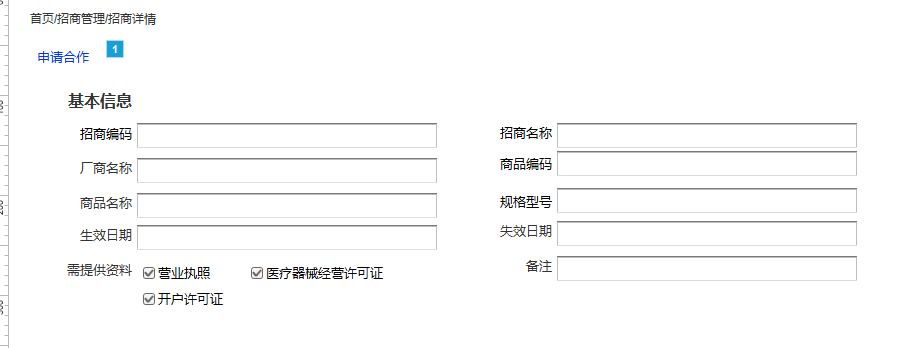 首页/招商管理/招商详情
申请合作 1
基本信息
招商编码 招商名称
厂商名称 商品编码
商品名称 规格型号
生效日期 失效日期
需提供资料 营业执照 医疗器械经营许可证 备注
开户许可证
100
200
300